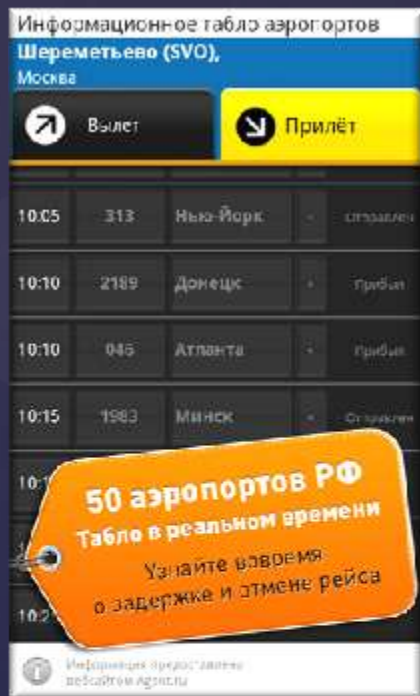 Информационное табло аэропортов
Шереметьево (SVO),
Москва
Вылет
Прилёт
10:05 313 Нью-Йорк - Отправлен
10:10 2189 Донецк - Прибыл
10:10 046 Атланта - Прибыл
10:15 1983 Минск - Отправлен
50 аэропортов РФ
Табло в реальном времени
Узнайте вовремя
о задержке и отмене рейса
Информация предоставлена